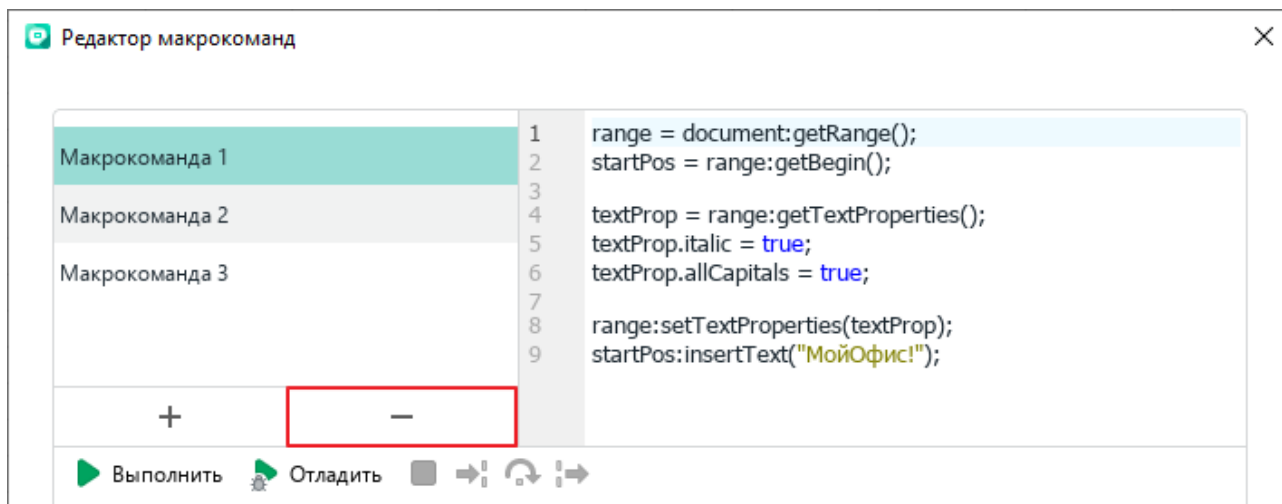 Редактор макрокоманд
Макрокоманда 1
Макрокоманда 2
Макрокоманда 3
+ −
1 range = document:getRange();
2 startPos = range:getBegin();
3
4 textProp = range:getTextProperties();
5 textProp.italic = true;
6 textProp.allCapitals = true;
7
8 range:setTextProperties(textProp);
9 startPos:insertText("МойОфис!");
Выполнить Отладить